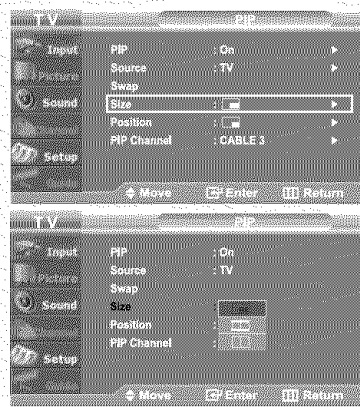 TV PIP
Input
Picture
Sound
Setup
PIP : On
Source : TV
Swap
Size :
Position :
PIP Channel : CABLE 3
Move Enter Return
TV PIP
Input
Picture
Sound
Setup
PIP : On
Source : TV
Swap
Size :
Position :
PIP Channel :
Move Enter Return